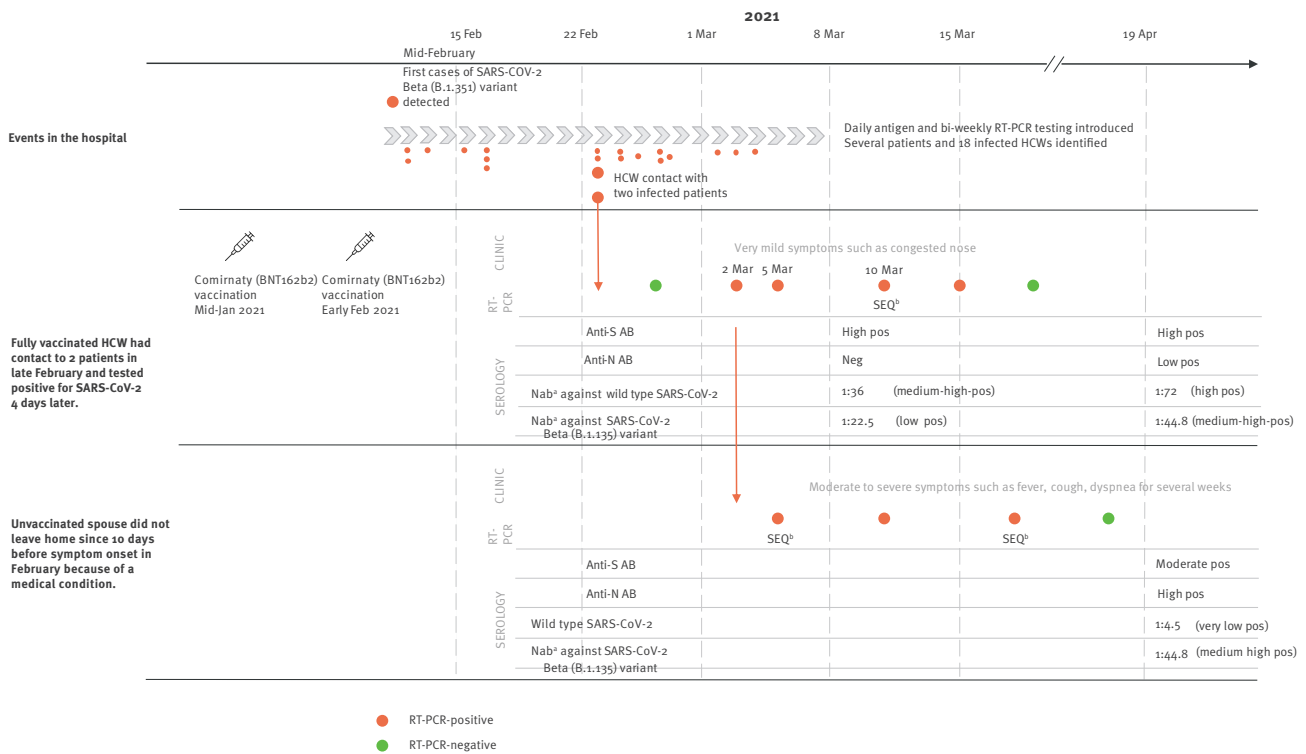 2021
15 Feb
22 Feb
1 Mar
8 Mar
15 Mar
19 Apr
Mid-February
First cases of SARS-COV-2
Beta (B.1.351) variant
detected
Events in the hospital
Daily antigen and bi-weekly RT-PCR testing introduced
Several patients and 18 infected HCWs identified
HCW contact with
two infected patients
Comirnaty (BNT162b2)
vaccination
Mid-Jan 2021
Comirnaty (BNT162b2)
vaccination
Early Feb 2021
Fully vaccinated HCW had
contact to 2 patients in
late February and tested
positive for SARS-CoV-2
4 days later.
CLINIC
Very mild symptoms such as congested nose
RT-
PCR
2 Mar
5 Mar
10 Mar
SEQᵇ
SEROLOGY
Anti-S AB
High pos
High pos
Anti-N AB
Neg
Low pos
Nabᵃ against wild type SARS-CoV-2
1:36 (medium-high-pos)
1:72 (high pos)
Nabᵃ against SARS-CoV-2
Beta (B.1.135) variant
1:22.5 (low pos)
1:44.8 (medium-high-pos)
Unvaccinated spouse did not
leave home since 10 days
before symptom onset in
February because of a
medical condition.
CLINIC
Moderate to severe symptoms such as fever, cough, dyspnea for several weeks
RT-
PCR
SEQᵇ
SEQᵇ
SEROLOGY
Anti-S AB
Moderate pos
Anti-N AB
High pos
Wild type SARS-CoV-2
1:4.5 (very low pos)
Nabᵃ against SARS-CoV-2
Beta (B.1.135) variant
1:44.8 (medium high pos)
RT-PCR-positive
RT-PCR-negative